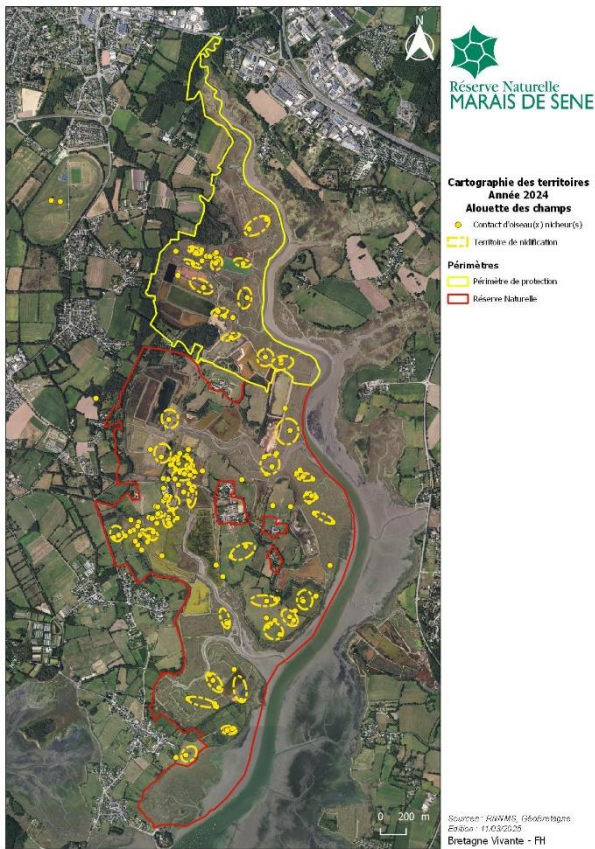 Réserve Naturelle
MARAIS DE SENE
Cartographie des territoires
Année 2024
Alouette des champs
Contact d'oiseau(x) nicheur(s)
Territoire de nidification
Périmètres
Périmètre de protection
Réserve Naturelle
0 200 m
Sources : RNNMS, GéoBretagne
Edition : 11/03/2025
Bretagne Vivante - FH